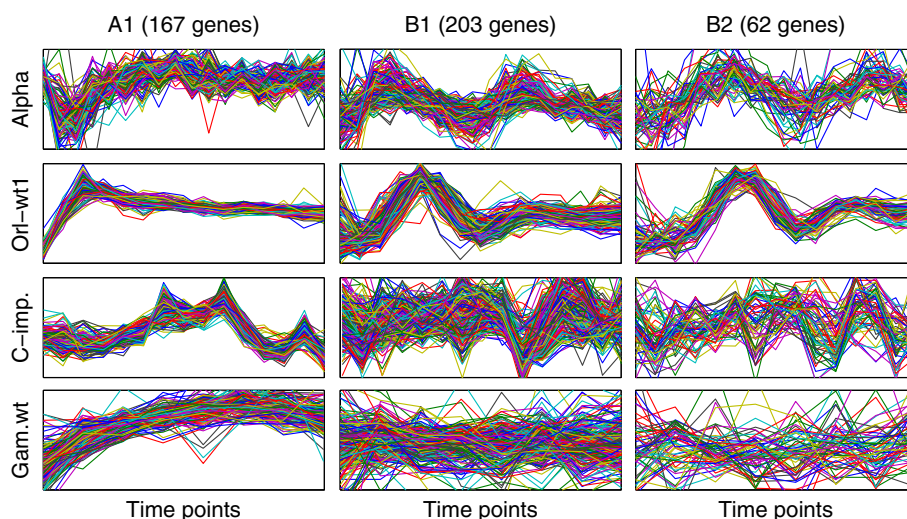 A1 (167 genes)
B1 (203 genes)
B2 (62 genes)
Alpha
Orl-wt1
C-imp.
Gam.wt
Time points
Time points
Time points